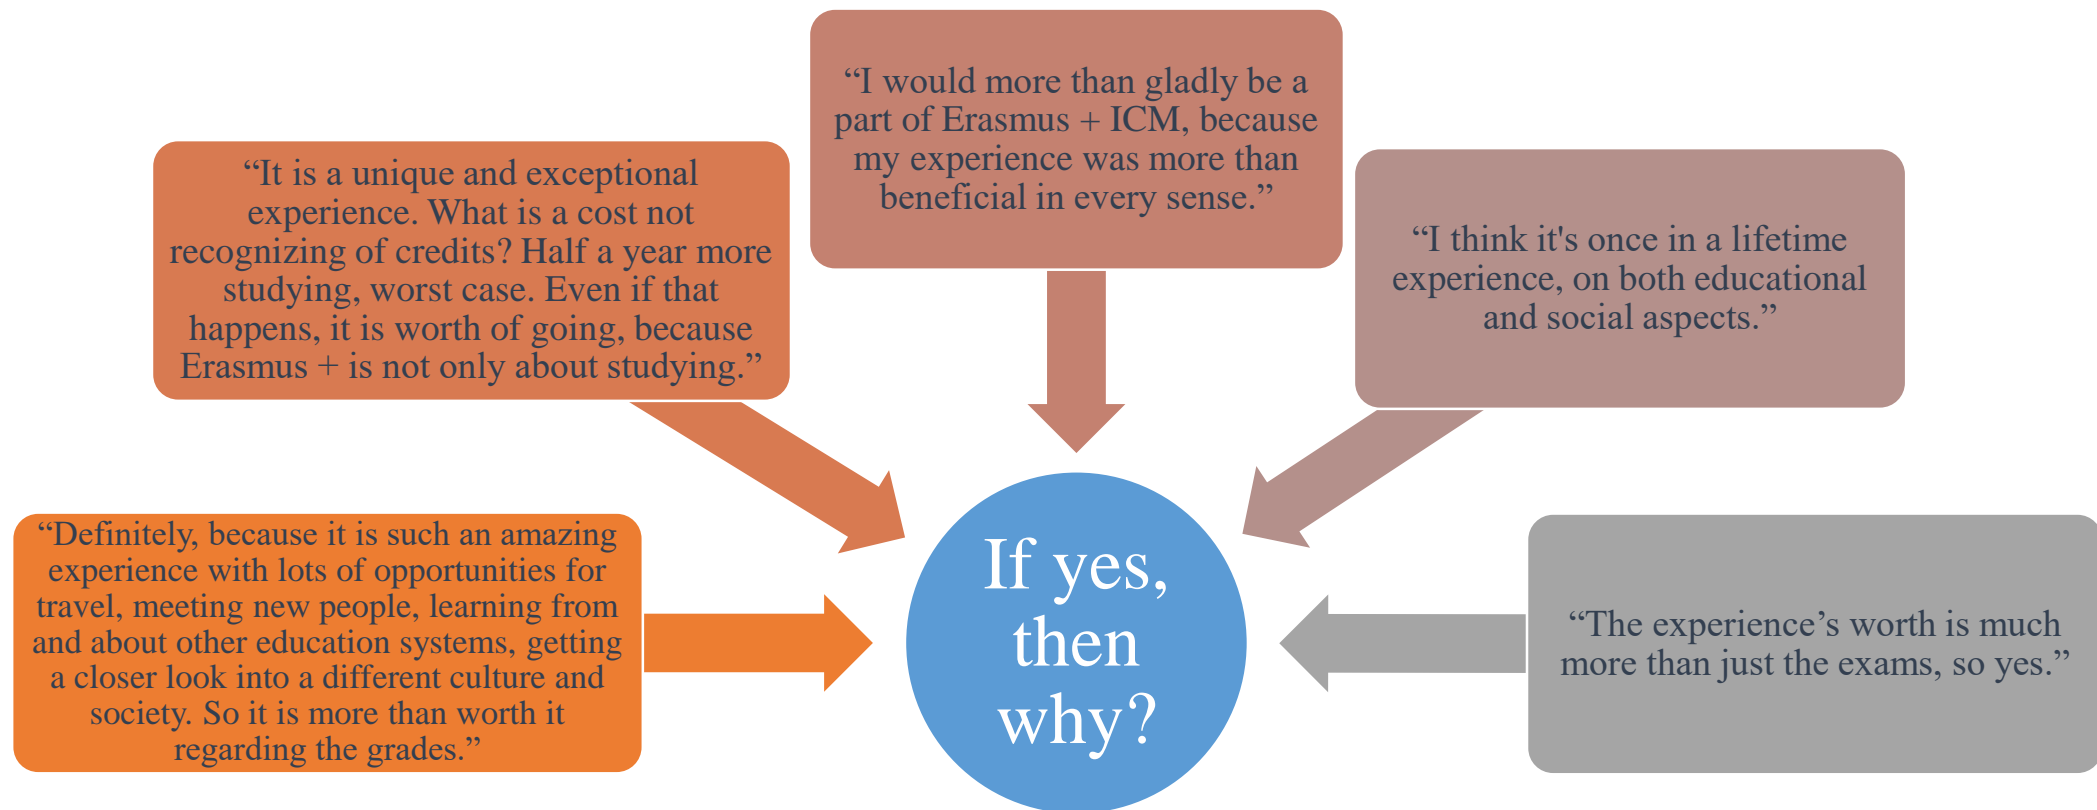 “I would more than gladly be a
part of Erasmus + ICM, because
my experience was more than
beneficial in every sense.”
“It is a unique and exceptional
experience. What is a cost not
recognizing of credits? Half a year more
studying, worst case. Even if that
happens, it is worth of going, because
Erasmus + is not only about studying.”
“I think it's once in a lifetime
experience, on both educational
and social aspects.”
“Definitely, because it is such an amazing
experience with lots of opportunities for
travel, meeting new people, learning from
and about other education systems, getting
a closer look into a different culture and
society. So it is more than worth it
regarding the grades.”
If yes,
then
why?
“The experience’s worth is much
more than just the exams, so yes.”